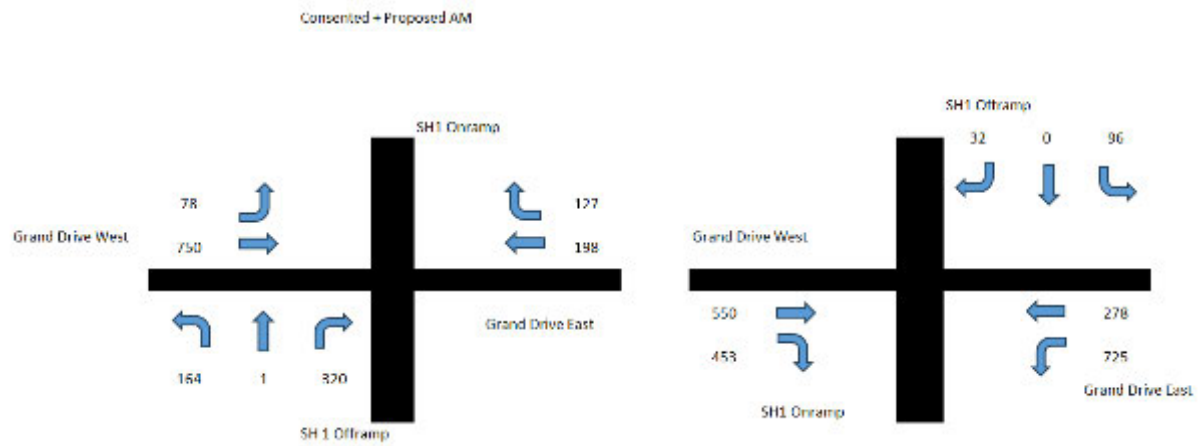 Consented + Proposed AM
SH1 Onramp
78
127
Grand Drive West
750
198
Grand Drive East
164
1
320
SH 1 Offramp
SH1 Offramp
32
0
96
Grand Drive West
550
278
453
725
Grand Drive East
SH1 Onramp